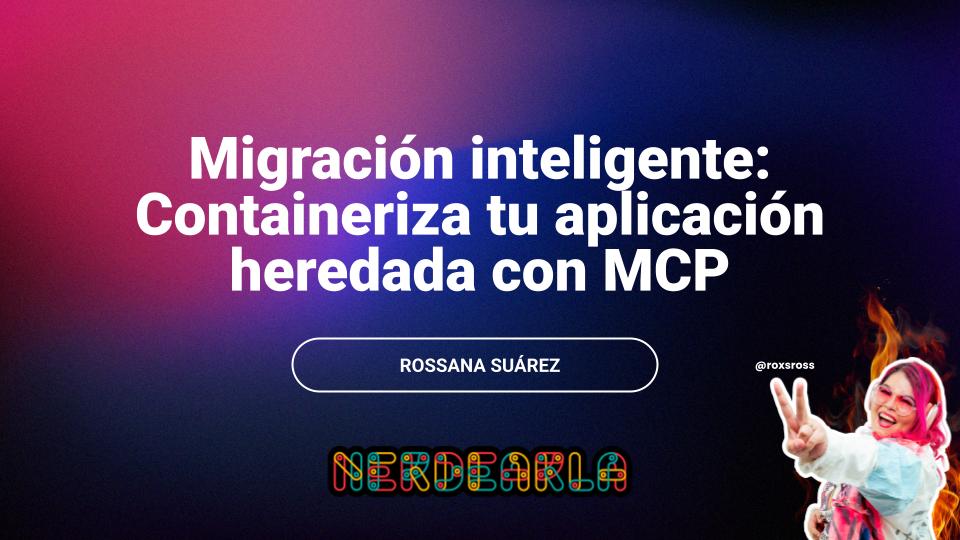 Migración inteligente:
Containeriza tu aplicación
heredada con MCP
ROSSANA SUÁREZ
@roxsross
NERDEARLA